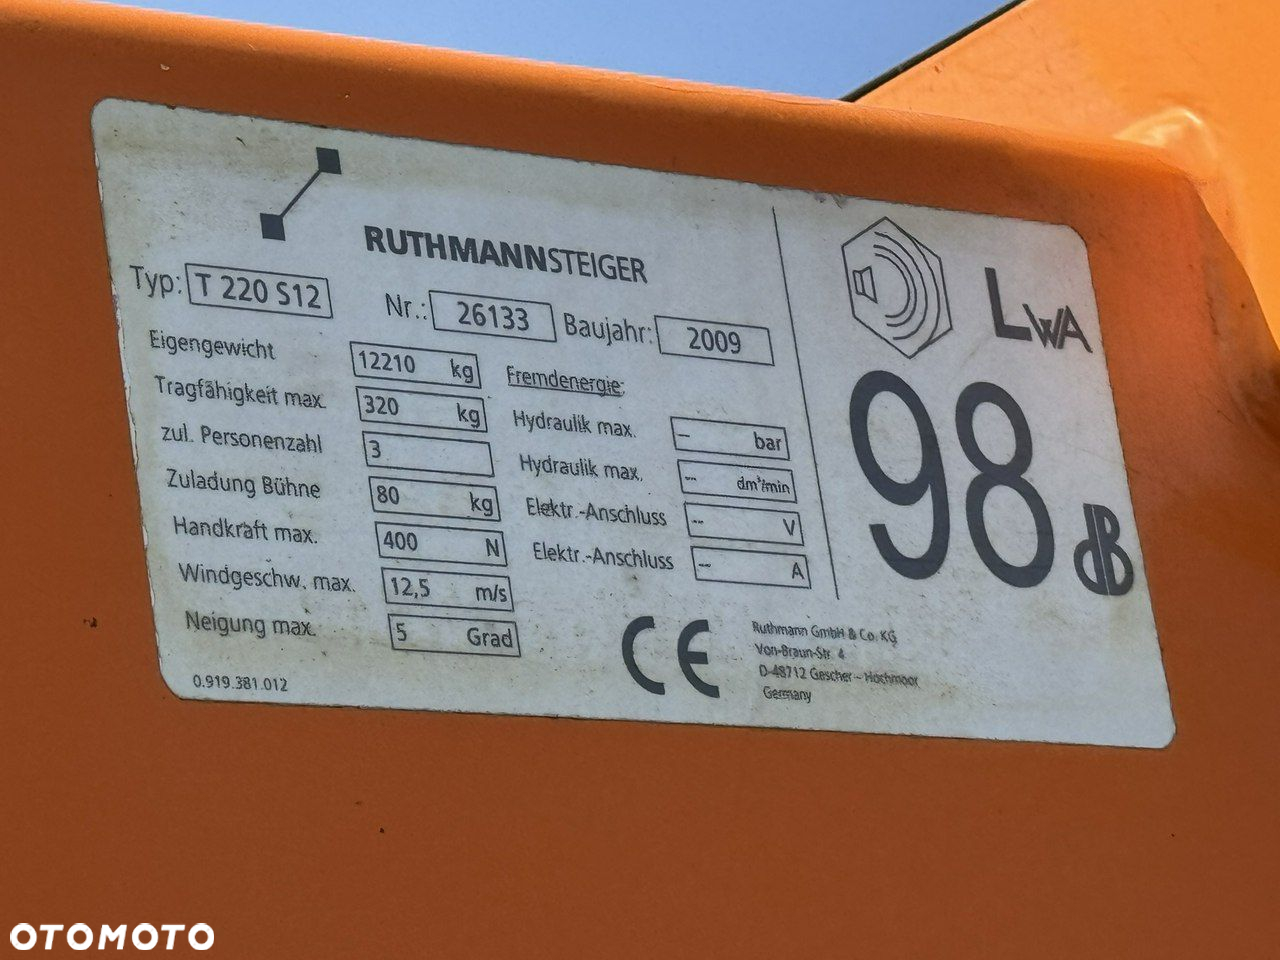 RUTHMANNSTEIGER
Typ: T 220 S12 Nr.: 26133 Baujahr: 2009
Eigengewicht 12210 kg
Tragfähigkeit max. 320 kg
zul. Personenzahl 3
Zuladung Bühne 80 kg
Handkraft max. 400 N
Windgeschw. max. 12,5 m/s
Neigung max. 5 Grad
0.919.381.012
Fremdenergie:
Hydraulik max. -- bar
Hydraulik max. -- dm³/min
Elektr.-Anschluss -- V
Elektr.-Anschluss -- A
CE
Ruthmann GmbH & Co. KG
Von-Braun-Str. 4
D-48712 Gescher – Hochmoor
Germany
LWA
98 dB
OTOMOTO